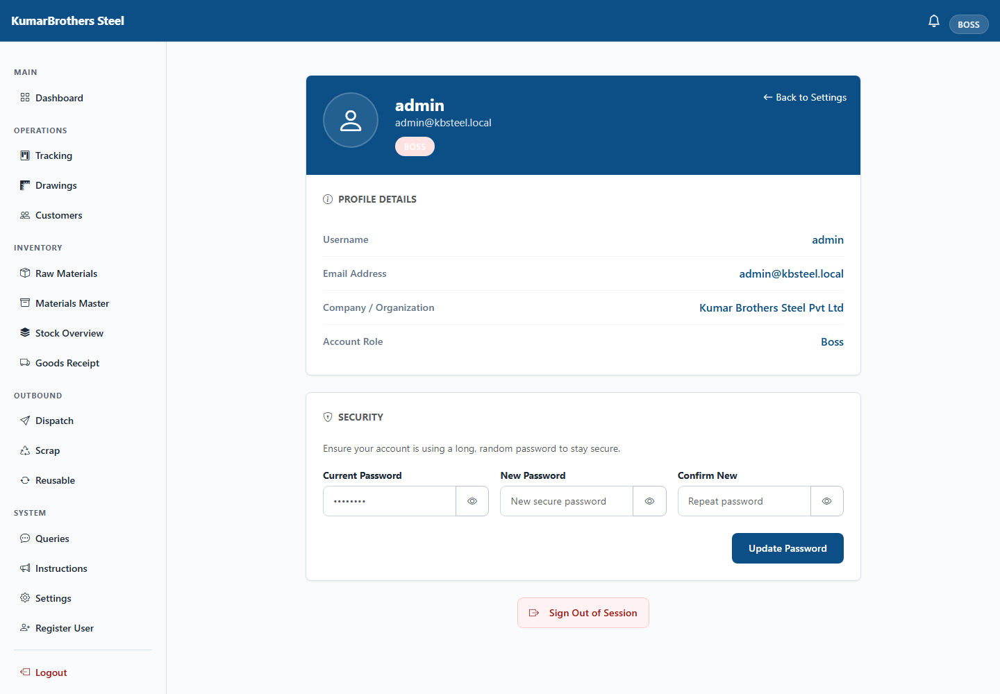 KumarBrothers Steel
BOSS
MAIN
Dashboard
OPERATIONS
Tracking
Drawings
Customers
INVENTORY
Raw Materials
Materials Master
Stock Overview
Goods Receipt
OUTBOUND
Dispatch
Scrap
Reusable
SYSTEM
Queries
Instructions
Settings
Register User
Logout
admin
admin@kbsteel.local
BOSS
← Back to Settings
PROFILE DETAILS
Username admin
Email Address admin@kbsteel.local
Company / Organization Kumar Brothers Steel Pvt Ltd
Account Role Boss
SECURITY
Ensure your account is using a long, random password to stay secure.
Current Password New Password Confirm New
•••••••• New secure password Repeat password
Update Password
Sign Out of Session